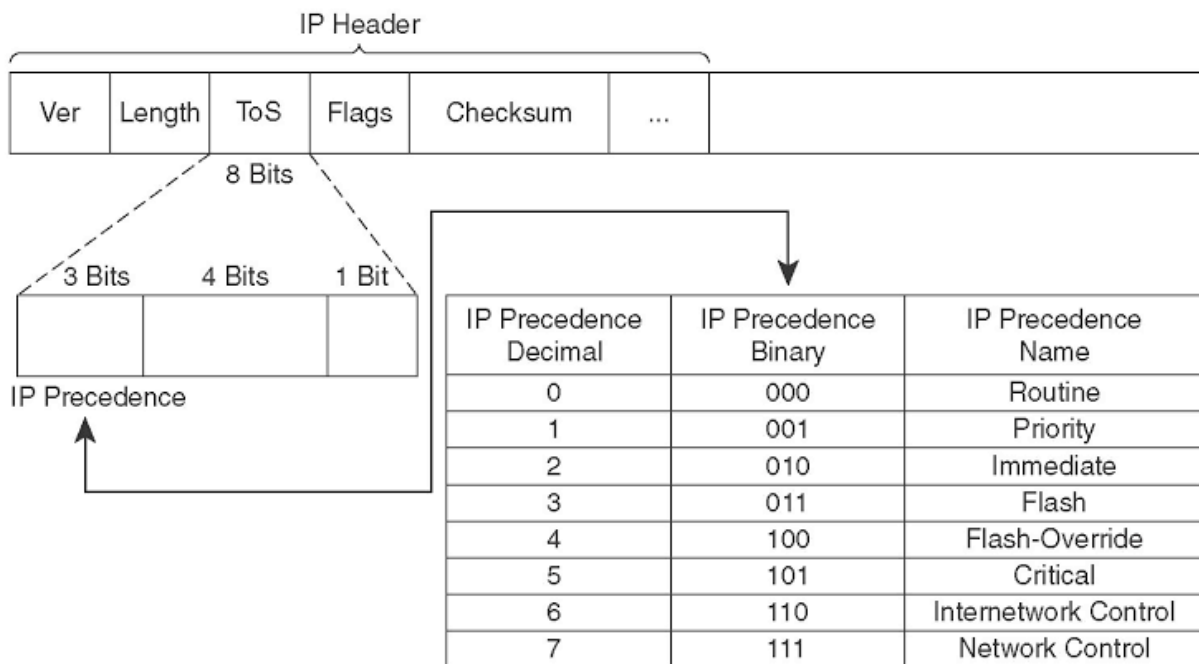 IP Header
Ver Length ToS Flags Checksum ...
8 Bits
3 Bits 4 Bits 1 Bit
IP Precedence
IP Precedence Decimal IP Precedence Binary IP Precedence Name
0 000 Routine
1 001 Priority
2 010 Immediate
3 011 Flash
4 100 Flash-Override
5 101 Critical
6 110 Internetwork Control
7 111 Network Control